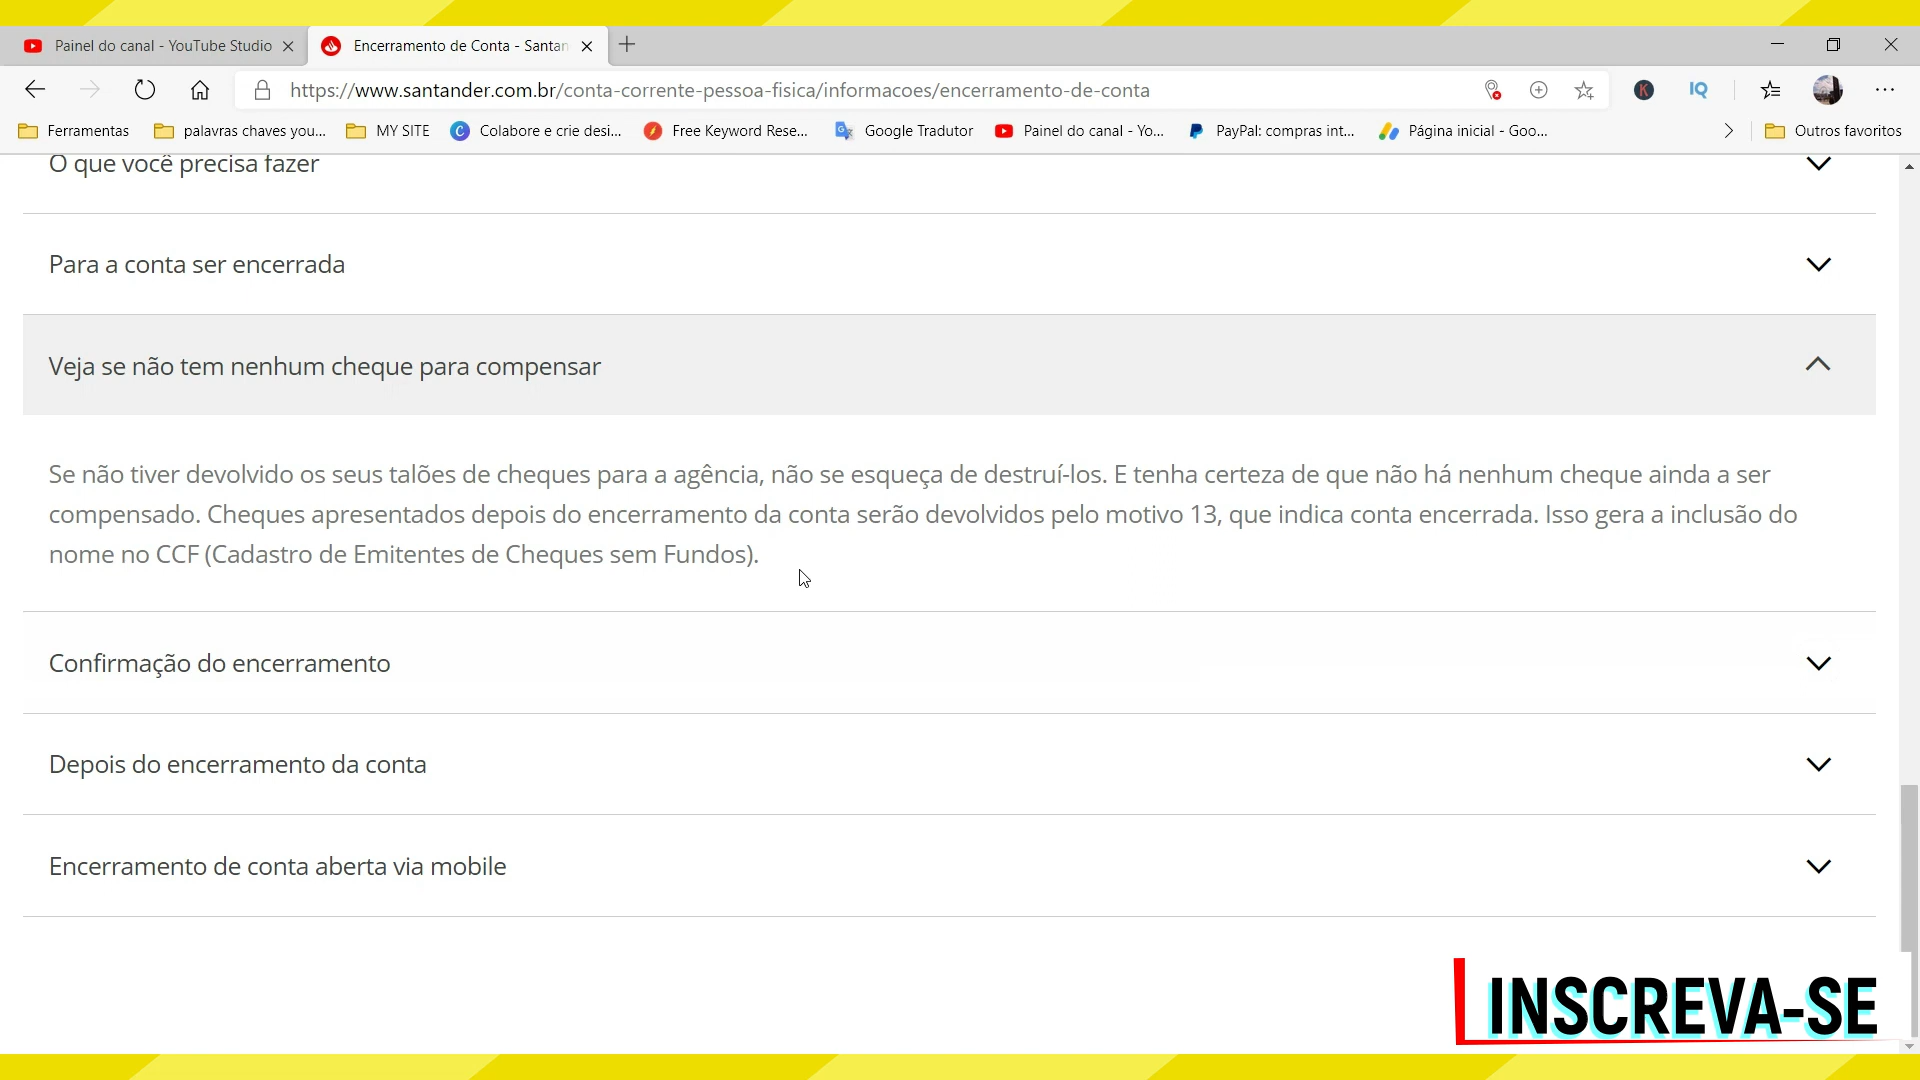 Painel do canal - YouTube Studio
Encerramento de Conta - Santan
https://www.santander.com.br/conta-corrente-pessoa-fisica/informacoes/encerramento-de-conta
K
IQ
Ferramentas
palavras chaves you...
MY SITE
C
Colabore e crie desi...
Free Keyword Rese...
Google Tradutor
Painel do canal - Yo...
PayPal: compras int...
Página inicial - Goo...
Outros favoritos
O que você precisa fazer
Para a conta ser encerrada
Veja se não tem nenhum cheque para compensar
Se não tiver devolvido os seus talões de cheques para a agência, não se esqueça de destruí-los. E tenha certeza de que não há nenhum cheque ainda a ser
compensado. Cheques apresentados depois do encerramento da conta serão devolvidos pelo motivo 13, que indica conta encerrada. Isso gera a inclusão do
nome no CCF (Cadastro de Emitentes de Cheques sem Fundos).
Confirmação do encerramento
Depois do encerramento da conta
Encerramento de conta aberta via mobile
INSCREVA-SE